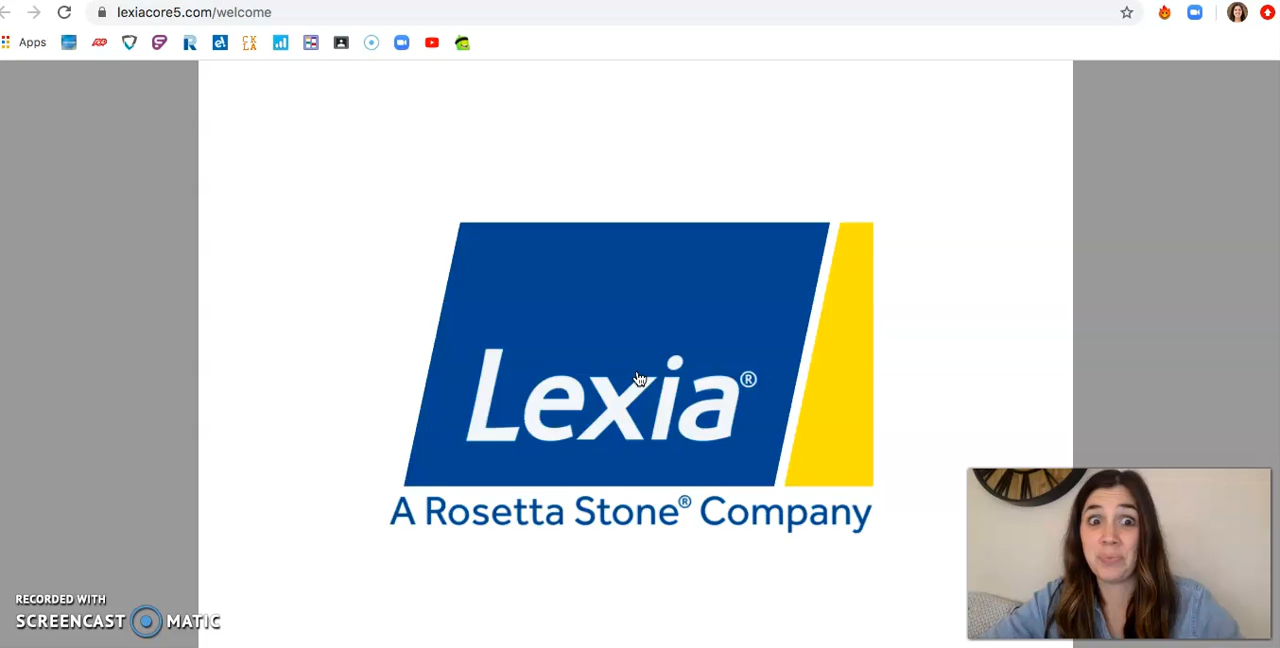 lexiacore5.com/welcome
Apps
Lexia®
A Rosetta Stone® Company
RECORDED WITH
SCREENCAST MATIC